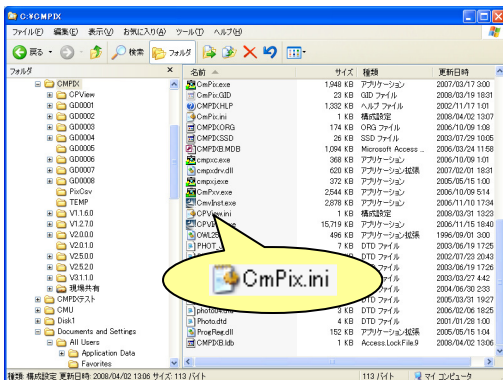 C:¥CMPIX
ファイル(F) 編集(E) 表示(V) お気に入り(A) ツール(T) ヘルプ(H)
戻る 検索 フォルダ
フォルダ × 名前 サイズ 種類 更新日時
CMPIX
CPView
GD0001
GD0002
GD0003
GD0004
GD0005
GD0006
GD0007
GD0008
PixCsv
TEMP
V1.1.6.0
V1.2.7.0
V2.0.0.0
V2.0.1.0
V2.5.0.0
V2.5.2.0
V3.1.1.0
現場共有
CMPIXテスト
CMU
Disk1
Documents and Settings
All Users
Application Data
Favorites
CmPix.exe 1,948 KB アプリケーション 2007/03/17 3:00
CmPix.GID 23 KB GID ファイル 2008/03/19 18:31
CMPIX.HLP 1,332 KB ヘルプ ファイル 2002/11/17 1:01
CmPix.ini 1 KB 構成設定 2008/04/02 13:07
CMPIX.ORG 174 KB ORG ファイル 2006/10/09 1:08
CMPIX.SSD 26 KB SSD ファイル 2003/07/29 10:05
CMPIXB.MDB 1,094 KB Microsoft Access ... 2006/03/24 11:58
cmpxc.exe 368 KB アプリケーション 2006/10/09 1:01
cmpxdrv.dll 620 KB アプリケーション拡張 2007/02/01 18:31
cmpxj.exe 372 KB アプリケーション 2005/05/15 1:00
CmPxv.exe 2,544 KB アプリケーション 2006/10/09 5:14
CmvInst.exe 2,878 KB アプリケーション 2006/11/10 17:34
CPView.ini 1 KB 構成設定 2008/03/31 13:23
15,719 KB アプリケーション 2006/11/15 18:40
OWL25 496 KB アプリケーション拡張 1996/09/01 3:00
PHOT 7 KB DTD ファイル 2003/06/19 17:25
DTD ファイル 2002/07/23 20:43
DTD ファイル 2003/06/19 17:26
2003/03/27 4:42
2004/06/30 2:33
DTD ファイル 2005/03/31 19:27
3 KB DTD ファイル 2006/02/06 18:25
Photo.dtd 4 KB DTD ファイル 2001/01/28 1:00
PropReg.dll 152 KB アプリケーション拡張 2005/05/15 1:04
CMPIXB.ldb 1 KB Access.LockFile.9 2008/04/02 13:06
CmPix.ini
種類: 構成設定 更新日時: 2008/04/02 13:06 サイズ: 113 バイト 113 バイト マイ コンピュータ